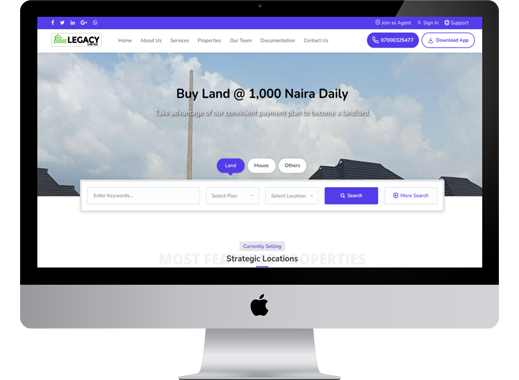 Join as Agent Sign In Support
LEGACY
Home About Us Services Properties Our Team Documentation Contact Us
07000325477
Download App
Buy Land @ 1,000 Naira Daily
Take advantage of our convenient payment plan to become a landlord.
Land House Others
Enter Keywords... Select Plan Select Location Search More Search
Currently Selling
MOST FEA OPERTIES
Strategic Locations